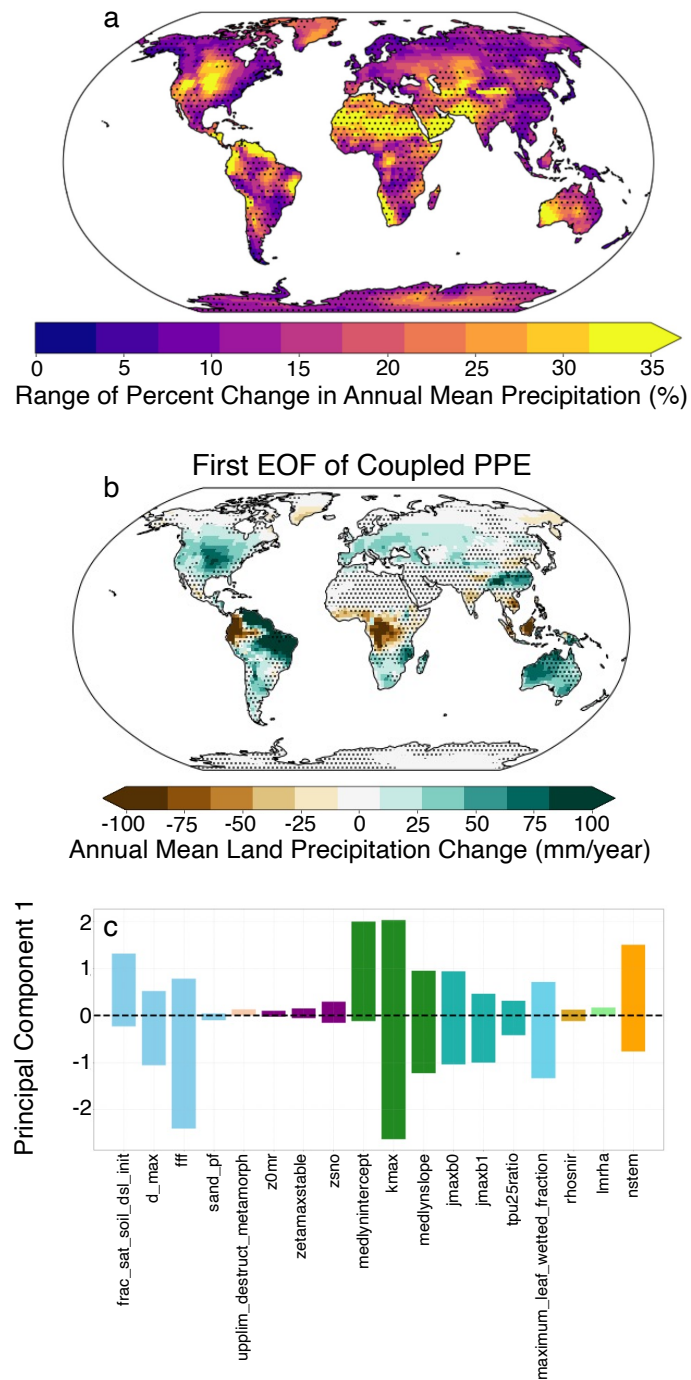 a
0 5 10 15 20 25 30 35
Range of Percent Change in Annual Mean Precipitation (%)
First EOF of Coupled PPE
b
-100 -75 -50 -25 0 25 50 75 100
Annual Mean Land Precipitation Change (mm/year)
c
Principal Component 1
2
1
0
-1
-2
frac_sat_soil_dsl_init
d_max
fff
sand_pf
upplim_destruct_metamorph
z0mr
zetamaxstable
zsno
medlynintercept
kmax
medlynslope
jmaxb0
jmaxb1
tpu25ratio
maximum_leaf_wetted_fraction
rhosnir
lmrha
nstem